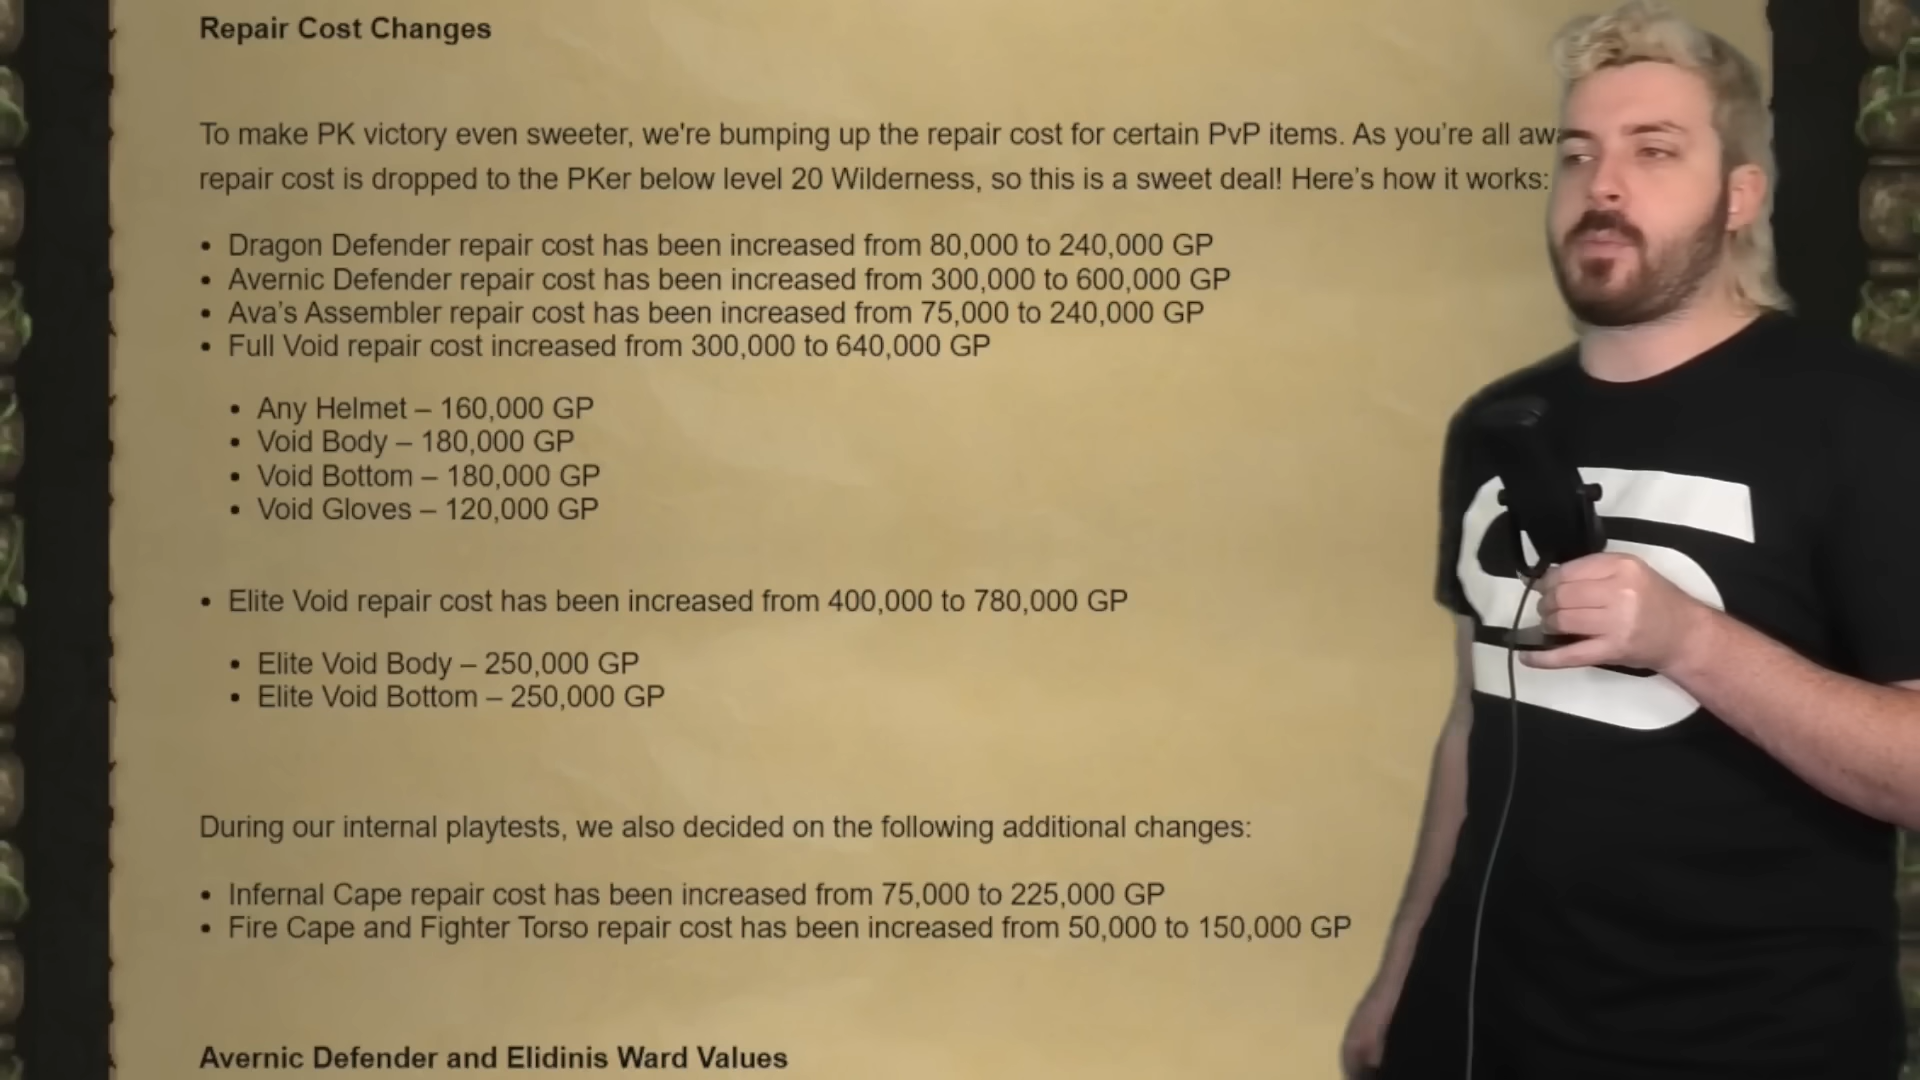 Repair Cost Changes
To make PK victory even sweeter, we're bumping up the repair cost for certain PvP items. As you're all
repair cost is dropped to the PKer below level 20 Wilderness, so this is a sweet deal! Here's how it works:
• Dragon Defender repair cost has been increased from 80,000 to 240,000 GP
• Avernic Defender repair cost has been increased from 300,000 to 600,000 GP
• Ava's Assembler repair cost has been increased from 75,000 to 240,000 GP
• Full Void repair cost increased from 300,000 to 640,000 GP
• Any Helmet – 160,000 GP
• Void Body – 180,000 GP
• Void Bottom – 180,000 GP
• Void Gloves – 120,000 GP
• Elite Void repair cost has been increased from 400,000 to 780,000 GP
• Elite Void Body – 250,000 GP
• Elite Void Bottom – 250,000 GP
During our internal playtests, we also decided on the following additional changes:
• Infernal Cape repair cost has been increased from 75,000 to 225,000 GP
• Fire Cape and Fighter Torso repair cost has been increased from 50,000 to 150,000 GP
Avernic Defender and Elidinis Ward Values